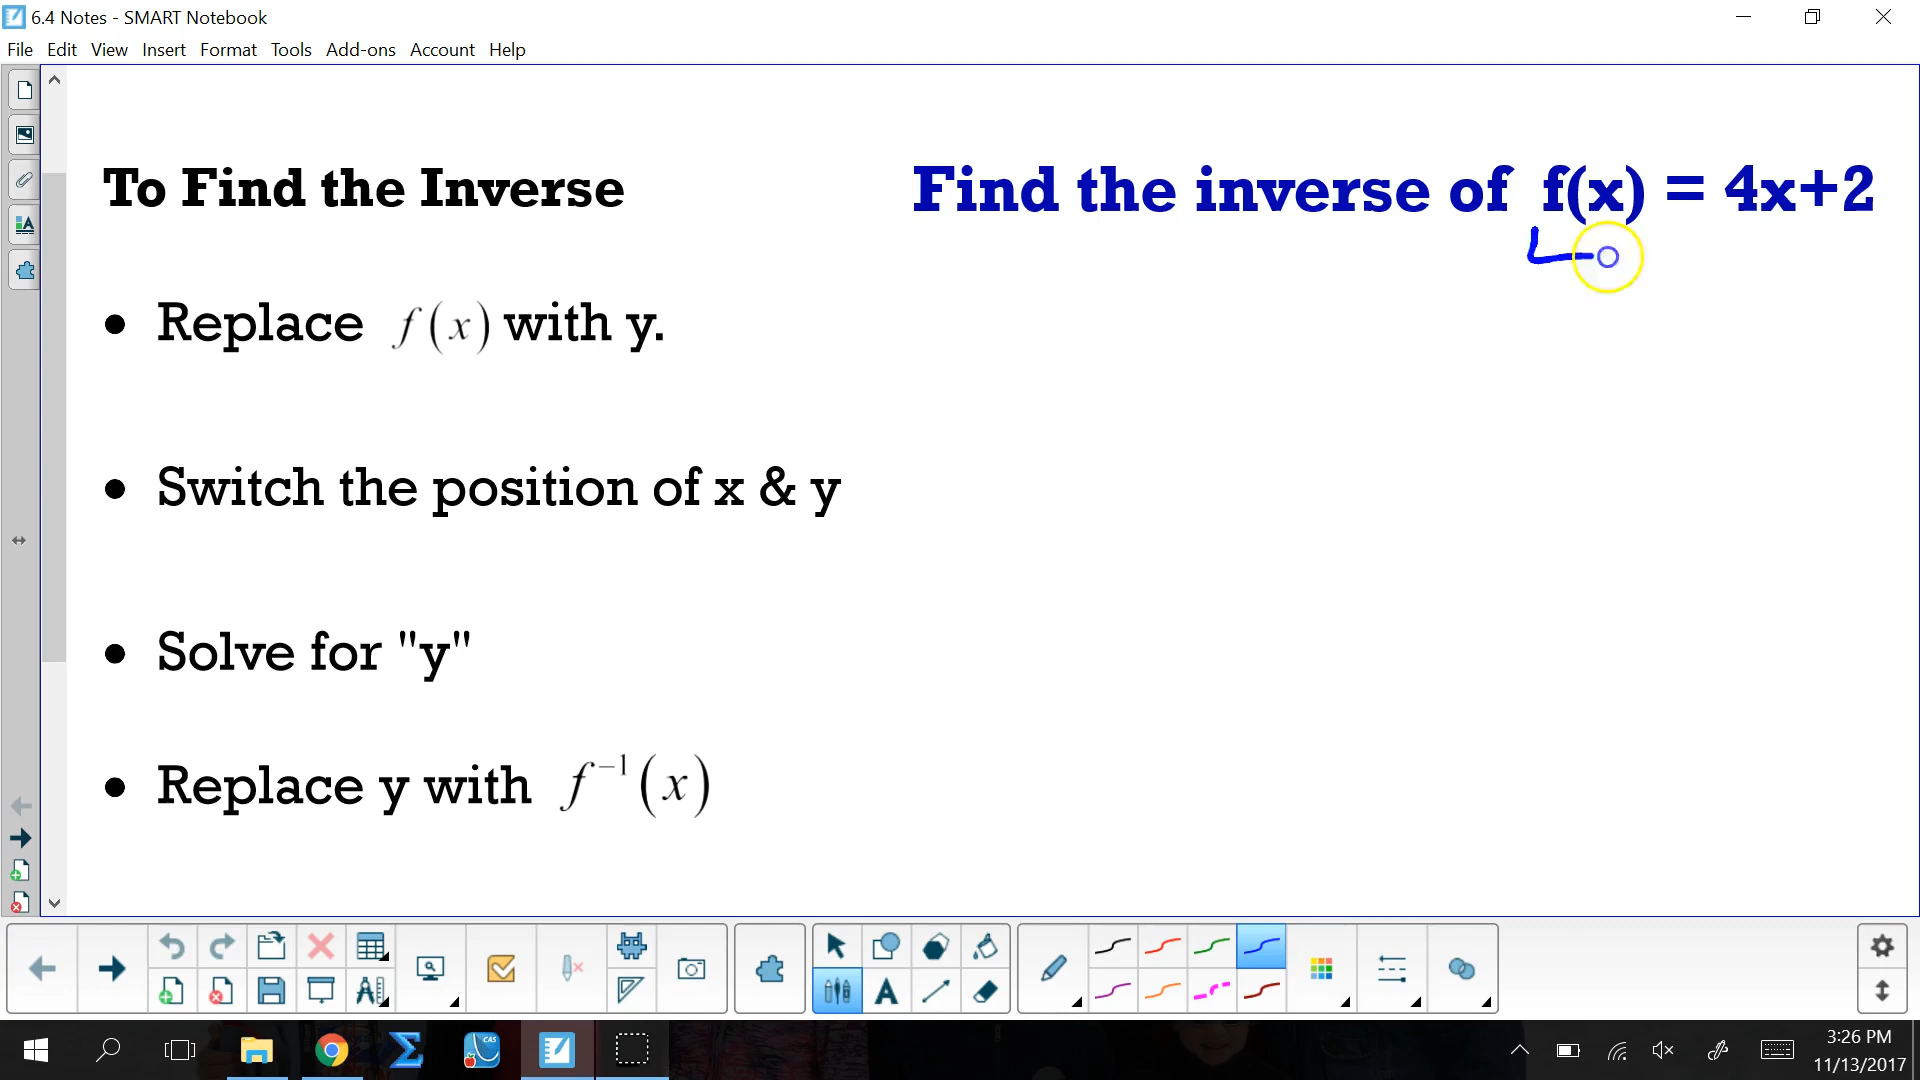 6.4 Notes - SMART Notebook
File Edit View Insert Format Tools Add-ons Account Help
To Find the Inverse
Find the inverse of f(x) = 4x+2
• Replace f(x) with y.
• Switch the position of x & y
• Solve for "y"
• Replace y with f⁻¹(x)
A
CAS
3:26 PM
11/13/2017